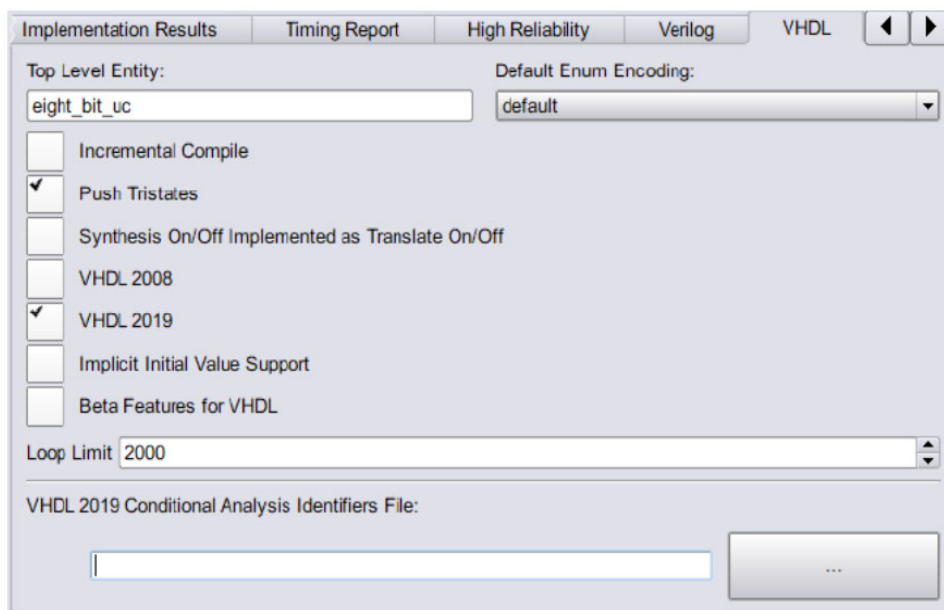 Implementation Results Timing Report High Reliability Verilog VHDL
Top Level Entity: Default Enum Encoding:
eight_bit_uc default
Incremental Compile
Push Tristates
Synthesis On/Off Implemented as Translate On/Off
VHDL 2008
VHDL 2019
Implicit Initial Value Support
Beta Features for VHDL
Loop Limit 2000
VHDL 2019 Conditional Analysis Identifiers File:
...